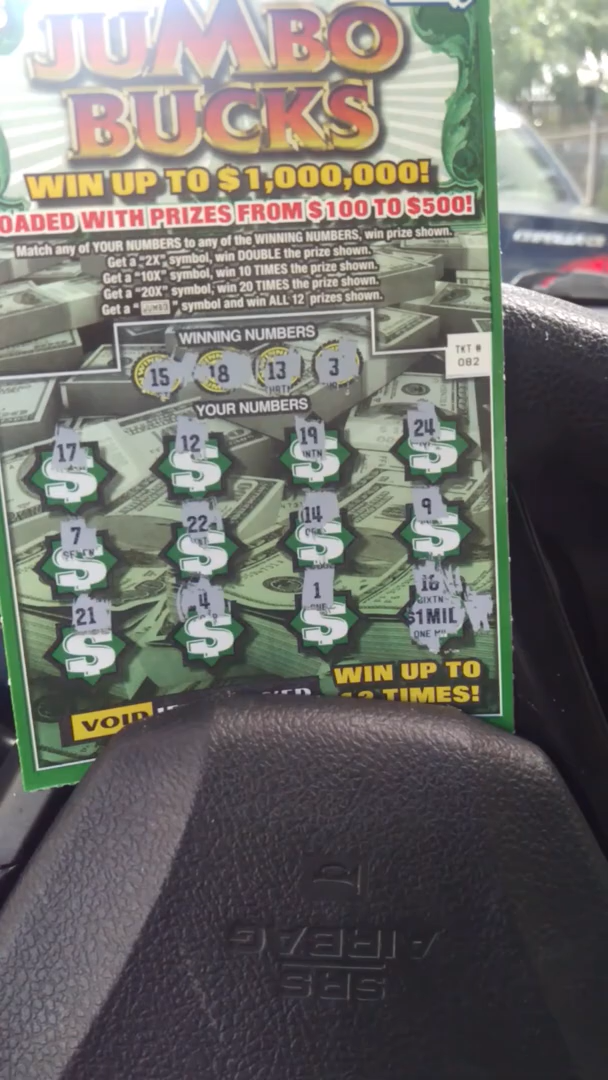 JUMBO
BUCKS
WIN UP TO $1,000,000!
OADED WITH PRIZES FROM $100 TO $500!
Match any of YOUR NUMBERS to any of the WINNING NUMBERS, win prize shown.
Get a "2X" symbol, win DOUBLE the prize shown.
Get a "10X" symbol, win 10 TIMES the prize shown.
Get a "20X" symbol, win 20 TIMES the prize shown.
Get a "JUMBO" symbol and win ALL 12 prizes shown.
WINNING NUMBERS
TKT #
082
15 18 13 3
YOUR NUMBERS
17 12 19 24
$ $ $ $
7 22 14 9
$ $ $ $
21 4 1 16
$ $ $ $1MIL
ONE
WIN UP TO
12 TIMES!
VOID
AIRBAG
SRS